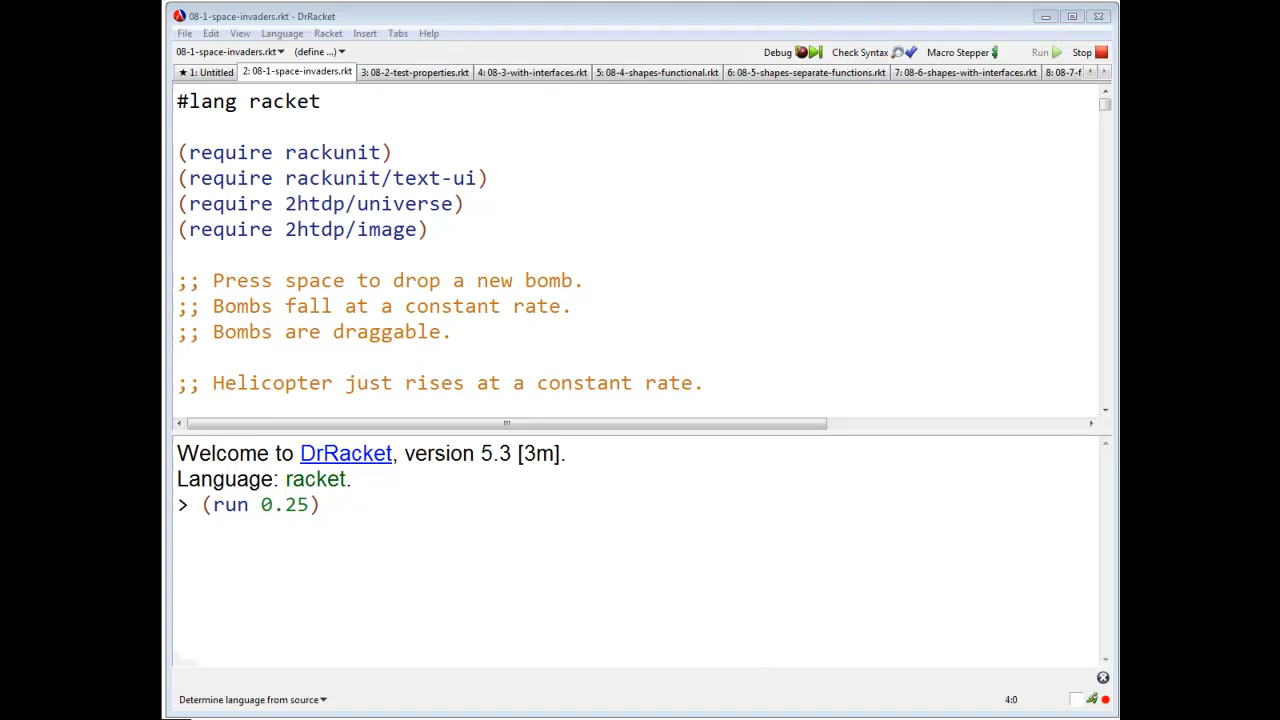 08-1-space-invaders.rkt - DrRacket
File Edit View Language Racket Insert Tabs Help
08-1-space-invaders.rkt▼ (define ...)▼ Debug Check Syntax Macro Stepper Run Stop
★ 1: Untitled 2: 08-1-space-invaders.rkt 3: 08-2-test-properties.rkt 4: 08-3-with-interfaces.rkt 5: 08-4-shapes-functional.rkt 6: 08-5-shapes-separate-functions.rkt 7: 08-6-shapes-with-interfaces.rkt 8: 08-7-f
#lang racket
(require rackunit)
(require rackunit/text-ui)
(require 2htdp/universe)
(require 2htdp/image)
;; Press space to drop a new bomb.
;; Bombs fall at a constant rate.
;; Bombs are draggable.
;; Helicopter just rises at a constant rate.
Welcome to DrRacket, version 5.3 [3m].
Language: racket.
> (run 0.25)
Determine language from source▼ 4:0